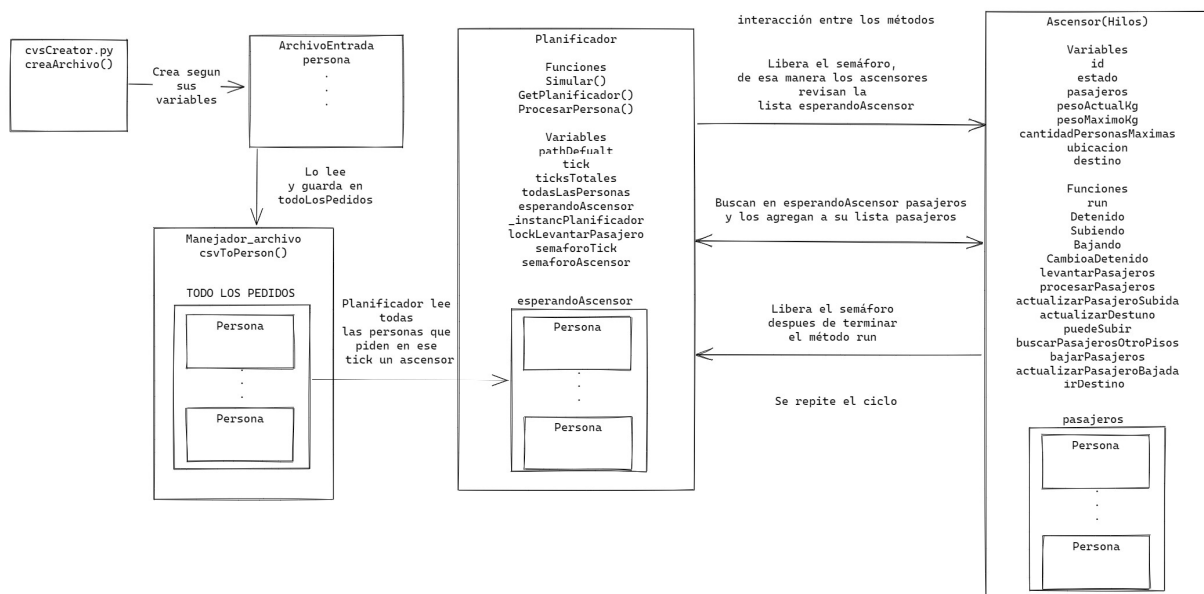 cvsCreator.py
creaArchivo()
Crea segun
sus
variables
ArchivoEntrada
persona
.
.
.
Lo lee
y guarda en
todoLosPedidos
Manejador_archivo
csvToPerson()
TODO LOS PEDIDOS
Persona
.
.
.
Persona
Planificador lee
todas
las personas que
piden en ese
tick un ascensor
Planificador
Funciones
Simular()
GetPlanificador()
ProcesarPersona()
Variables
pathDefualt
tick
ticksTotales
todasLasPersonas
esperandoAscensor
_instancPlanificador
lockLevantarPasajero
semaforoTick
semaforoAscensor
esperandoAscensor
Persona
.
.
.
Persona
interacción entre los métodos
Libera el semáforo,
de esa manera los ascensores
revisan la
lista esperandoAscensor
Buscan en esperandoAscensor pasajeros
y los agregan a su lista pasajeros
Libera el semáforo
despues de terminar
el método run
Se repite el ciclo
Ascensor(Hilos)
Variables
id
estado
pasajeros
pesoActualKg
pesoMaximoKg
cantidadPersonasMaximas
ubicacion
destino
Funciones
run
Detenido
Subiendo
Bajando
CambioaDetenido
levantarPasajeros
procesarPasajeros
actualizarPasajeroSubida
actualizarDestuno
puedeSubir
buscarPasajerosOtroPisos
bajarPasajeros
actualizarPasajeroBajada
irDestino
pasajeros
Persona
.
.
.
Persona